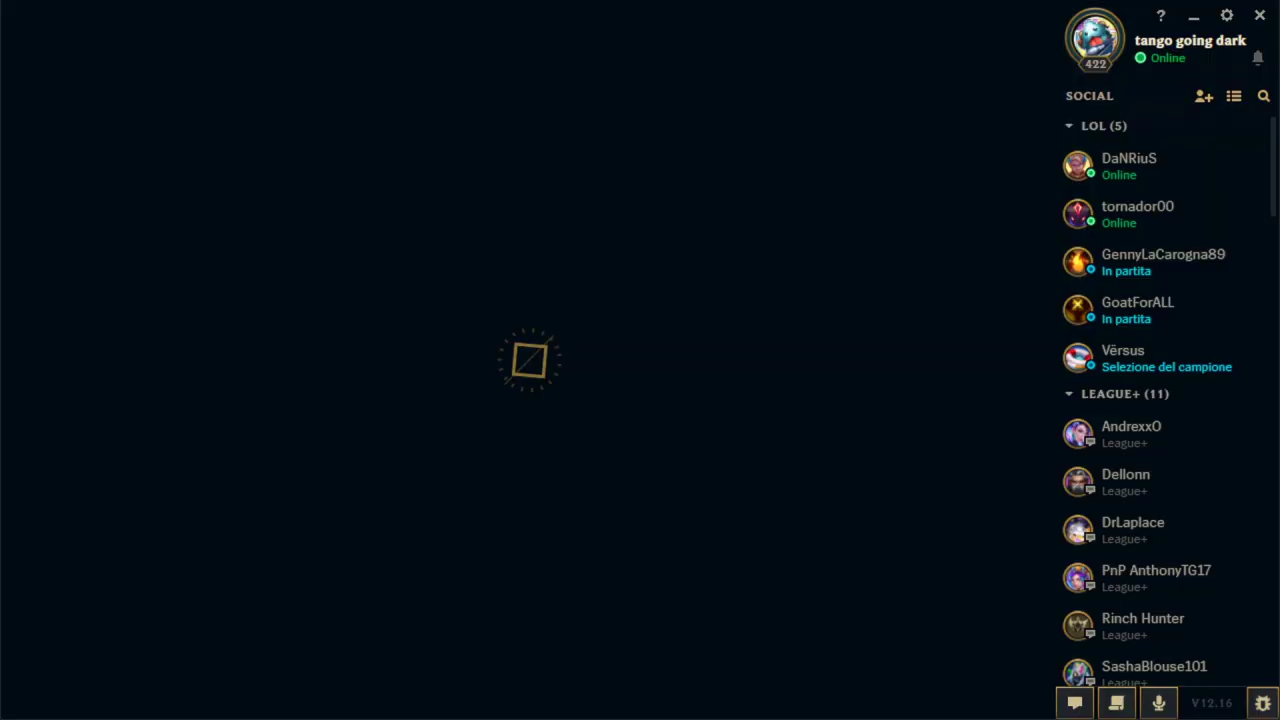 ?
tango going dark
422
Online
SOCIAL
LOL (5)
DaNRiuS
Online
tornador00
Online
GennyLaCarogna89
In partita
GoatForALL
In partita
Vërsus
Selezione del campione
LEAGUE+ (11)
AndrexxO
League+
Dellonn
League+
DrLaplace
League+
PnP AnthonyTG17
League+
Rinch Hunter
League+
SashaBlouse101
League+
V12.16